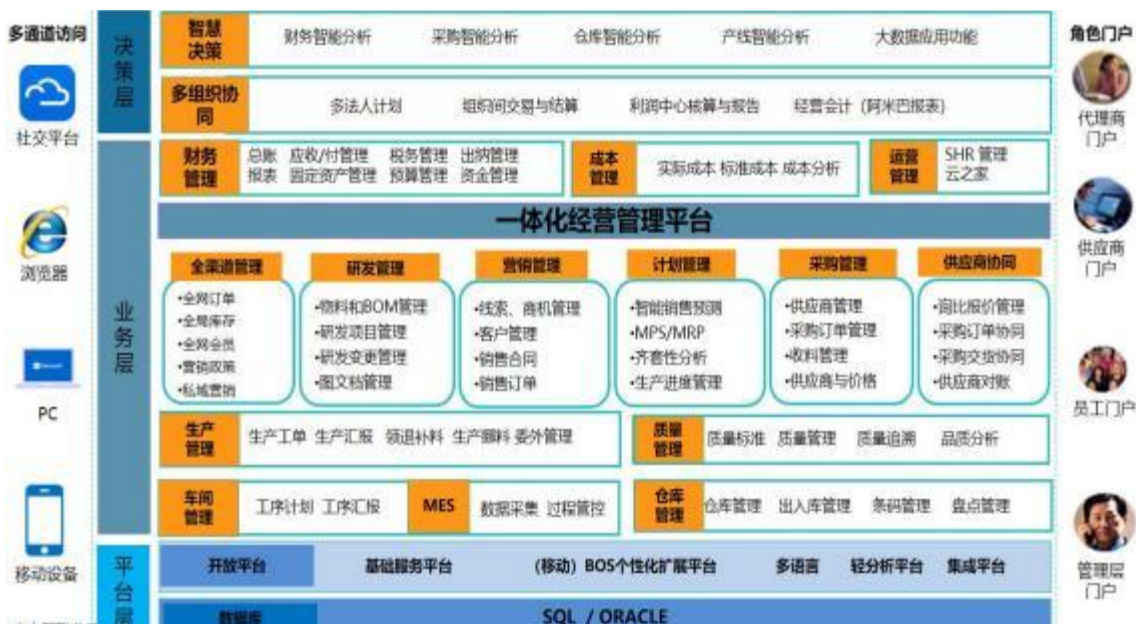 多通道访问
社交平台
浏览器
PC
移动设备
决策层
智慧决策
财务智能分析 采购智能分析 仓库智能分析 产线智能分析 大数据应用功能
多组织协同
多法人计划 组织间交易与结算 利润中心核算与报告 经营会计（阿米巴报表）
业务层
财务管理
总账 应收/付管理 税务管理 出纳管理
报表 固定资产管理 预算管理 资金管理
成本管理
实际成本 标准成本 成本分析
运营管理
SHR 管理
云之家
一体化经营管理平台
全渠道管理
•全网订单
•全局库存
•全网会员
•营销政策
•私域营销
研发管理
•物料和BOM管理
•研发项目管理
•研发变更管理
•图文档管理
营销管理
•线索、商机管理
•客户管理
•销售合同
•销售订单
计划管理
•智能销售预测
•MPS/MRP
•齐套性分析
•生产进度管理
采购管理
•供应商管理
•采购订单管理
•收料管理
•供应商与价格
供应商协同
•询比报价管理
•采购订单协同
•采购交货协同
•供应商对账
生产管理
生产工单 生产汇报 领退补料 生产倒料 委外管理
质量管理
质量标准 质量管理 质量追溯 品质分析
车间管理
工序计划 工序汇报
MES
数据采集 过程管控
仓库管理
仓库管理 出入库管理 条码管理 盘点管理
平台层
开放平台 基础服务平台 （移动）BOS个性化扩展平台 多语言 轻分析平台 集成平台
数据库 SQL / ORACLE
角色门户
代理商
门户
供应商
门户
员工门户
管理层
门户